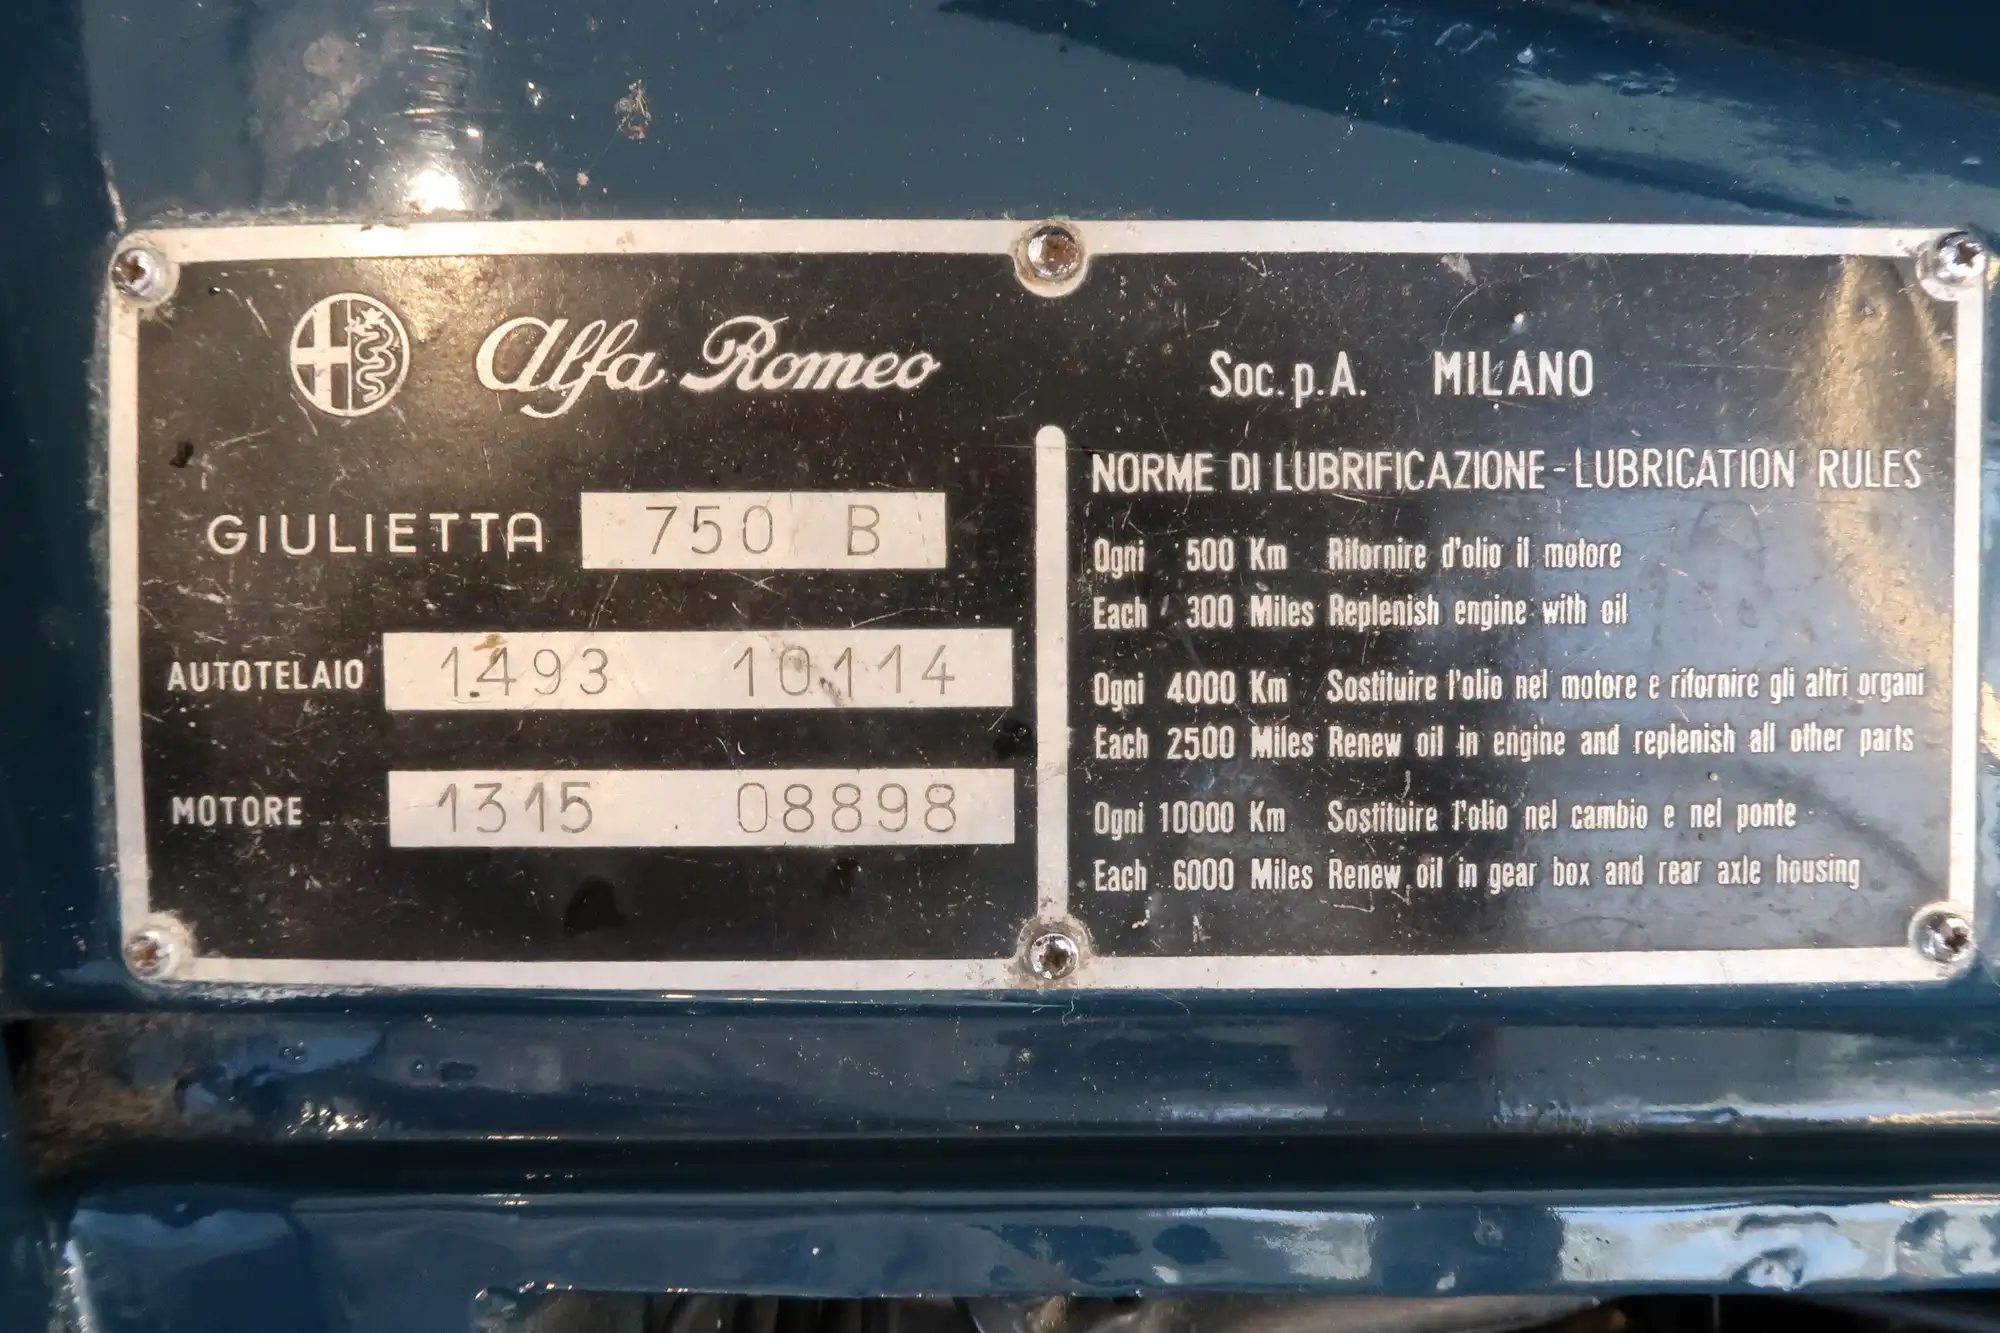 Alfa Romeo
GIULIETTA 750 B
AUTOTELAIO 1493 10114
MOTORE 1315 08898
Soc. p. A. MILANO
NORME DI LUBRIFICAZIONE - LUBRICATION RULES
Ogni 500 Km Rifornire d'olio il motore
Each 300 Miles Replenish engine with oil
Ogni 4000 Km Sostituire l'olio nel motore e rifornire gli altri organi
Each 2500 Miles Renew oil in engine and replenish all other parts
Ogni 10000 Km Sostituire l'olio nel cambio e nel ponte
Each 6000 Miles Renew oil in gear box and rear axle housing